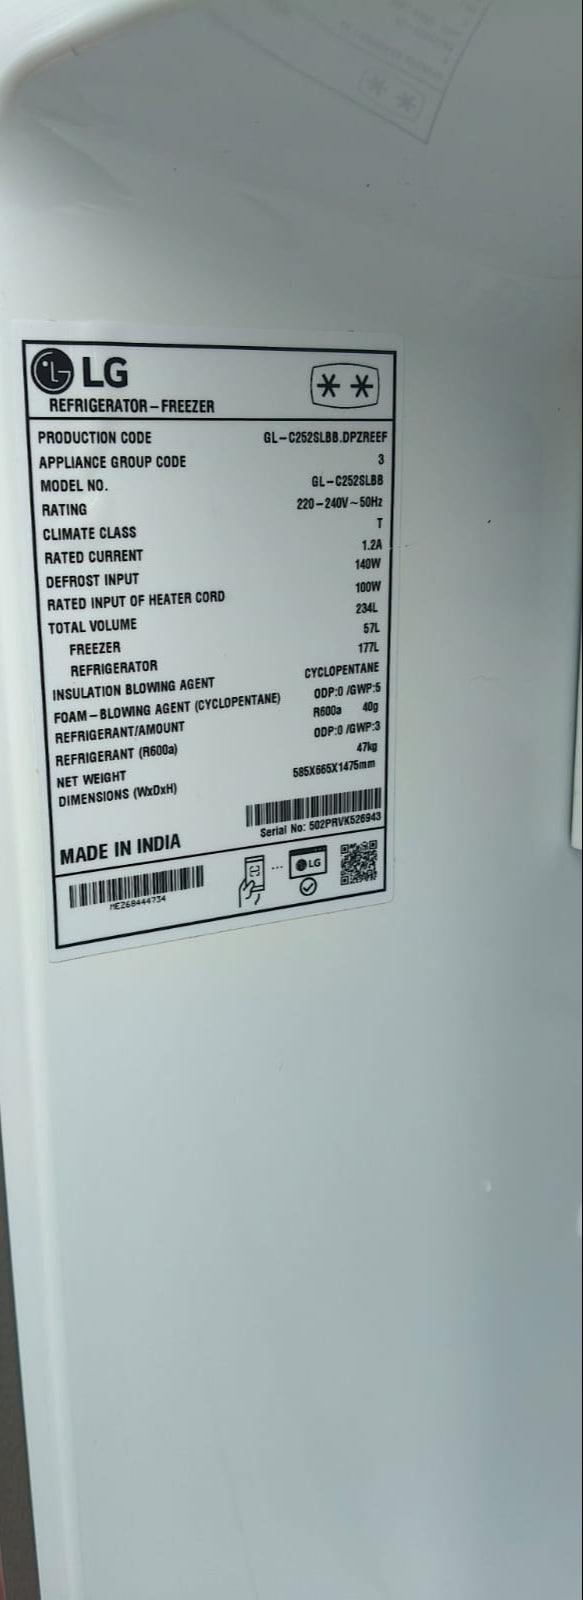 LG
REFRIGERATOR-FREEZER
PRODUCTION CODE GL-C252SLBB.DPZREEF
APPLIANCE GROUP CODE 3
MODEL NO. GL-C252SLBB
RATING 220-240V~50Hz
CLIMATE CLASS T
RATED CURRENT 1.2A
DEFROST INPUT 140W
RATED INPUT OF HEATER CORD 100W
TOTAL VOLUME 234L
FREEZER 57L
REFRIGERATOR 177L
INSULATION BLOWING AGENT CYCLOPENTANE
FOAM-BLOWING AGENT (CYCLOPENTANE) ODP:0 /GWP:5
REFRIGERANT/AMOUNT R600a 40g
REFRIGERANT (R600a) ODP:0 /GWP:3
NET WEIGHT 47kg
DIMENSIONS (WxDxH) 585X665X1475mm
Serial No: 502PRVK526943
MADE IN INDIA
LG
MEZ68444734